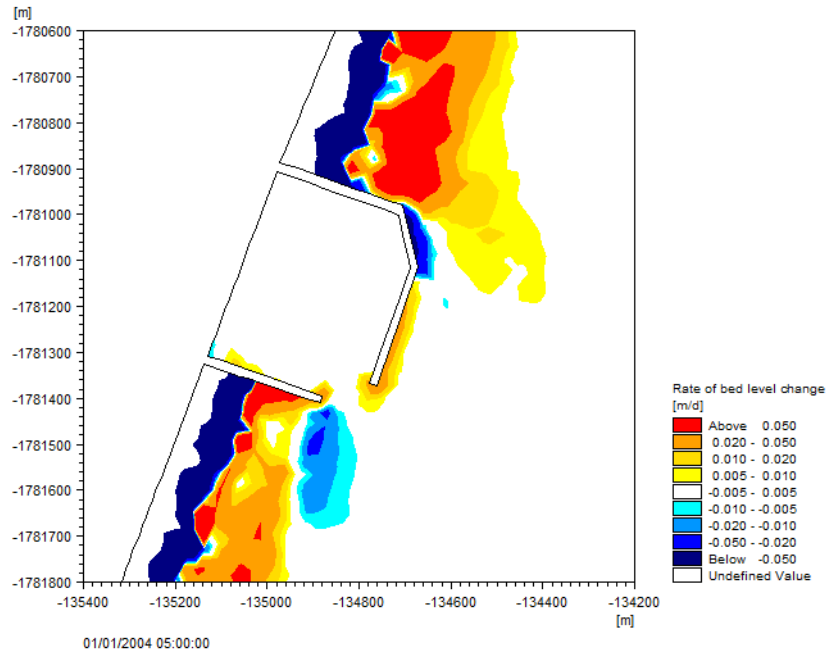 [m]
-1780600
-1780700
-1780800
-1780900
-1781000
-1781100
-1781200
-1781300
-1781400
-1781500
-1781600
-1781700
-1781800
-135400 -135200 -135000 -134800 -134600 -134400 -134200
[m]
01/01/2004 05:00:00
Rate of bed level change
[m/d]
Above 0.050
0.020 - 0.050
0.010 - 0.020
0.005 - 0.010
-0.005 - 0.005
-0.010 - -0.005
-0.020 - -0.010
-0.050 - -0.020
Below -0.050
Undefined Value